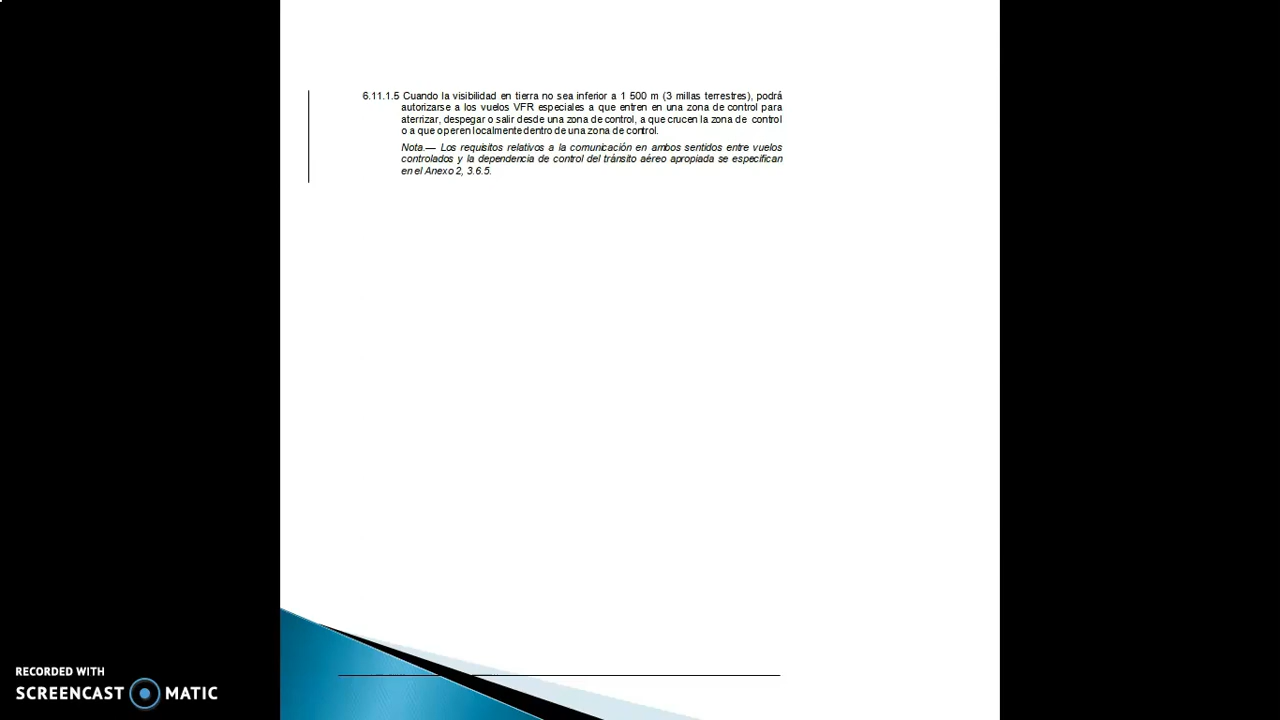 6.11.1.5 Cuando la visibilidad en tierra no sea inferior a 1 500 m (3 millas terrestres), podrá
autorizarse a los vuelos VFR especiales a que entren en una zona de control para
aterrizar, despegar o salir desde una zona de control, a que crucen la zona de control
o a que operen localmente dentro de una zona de control.
Nota.— Los requisitos relativos a la comunicación en ambos sentidos entre vuelos
controlados y la dependencia de control del tránsito aéreo apropiada se especifican
en el Anexo 2, 3.6.5.
RECORDED WITH
SCREENCAST MATIC